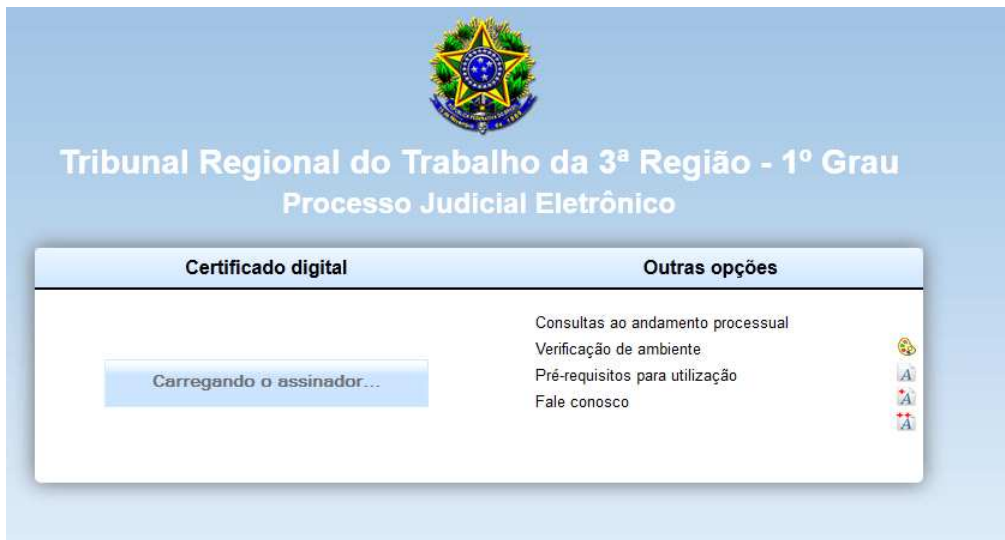 Tribunal Regional do Trabalho da 3ª Região - 1º Grau
Processo Judicial Eletrônico
Certificado digital
Outras opções
Carregando o assinador...
Consultas ao andamento processual
Verificação de ambiente
Pré-requisitos para utilização
Fale conosco
A
+A
++A